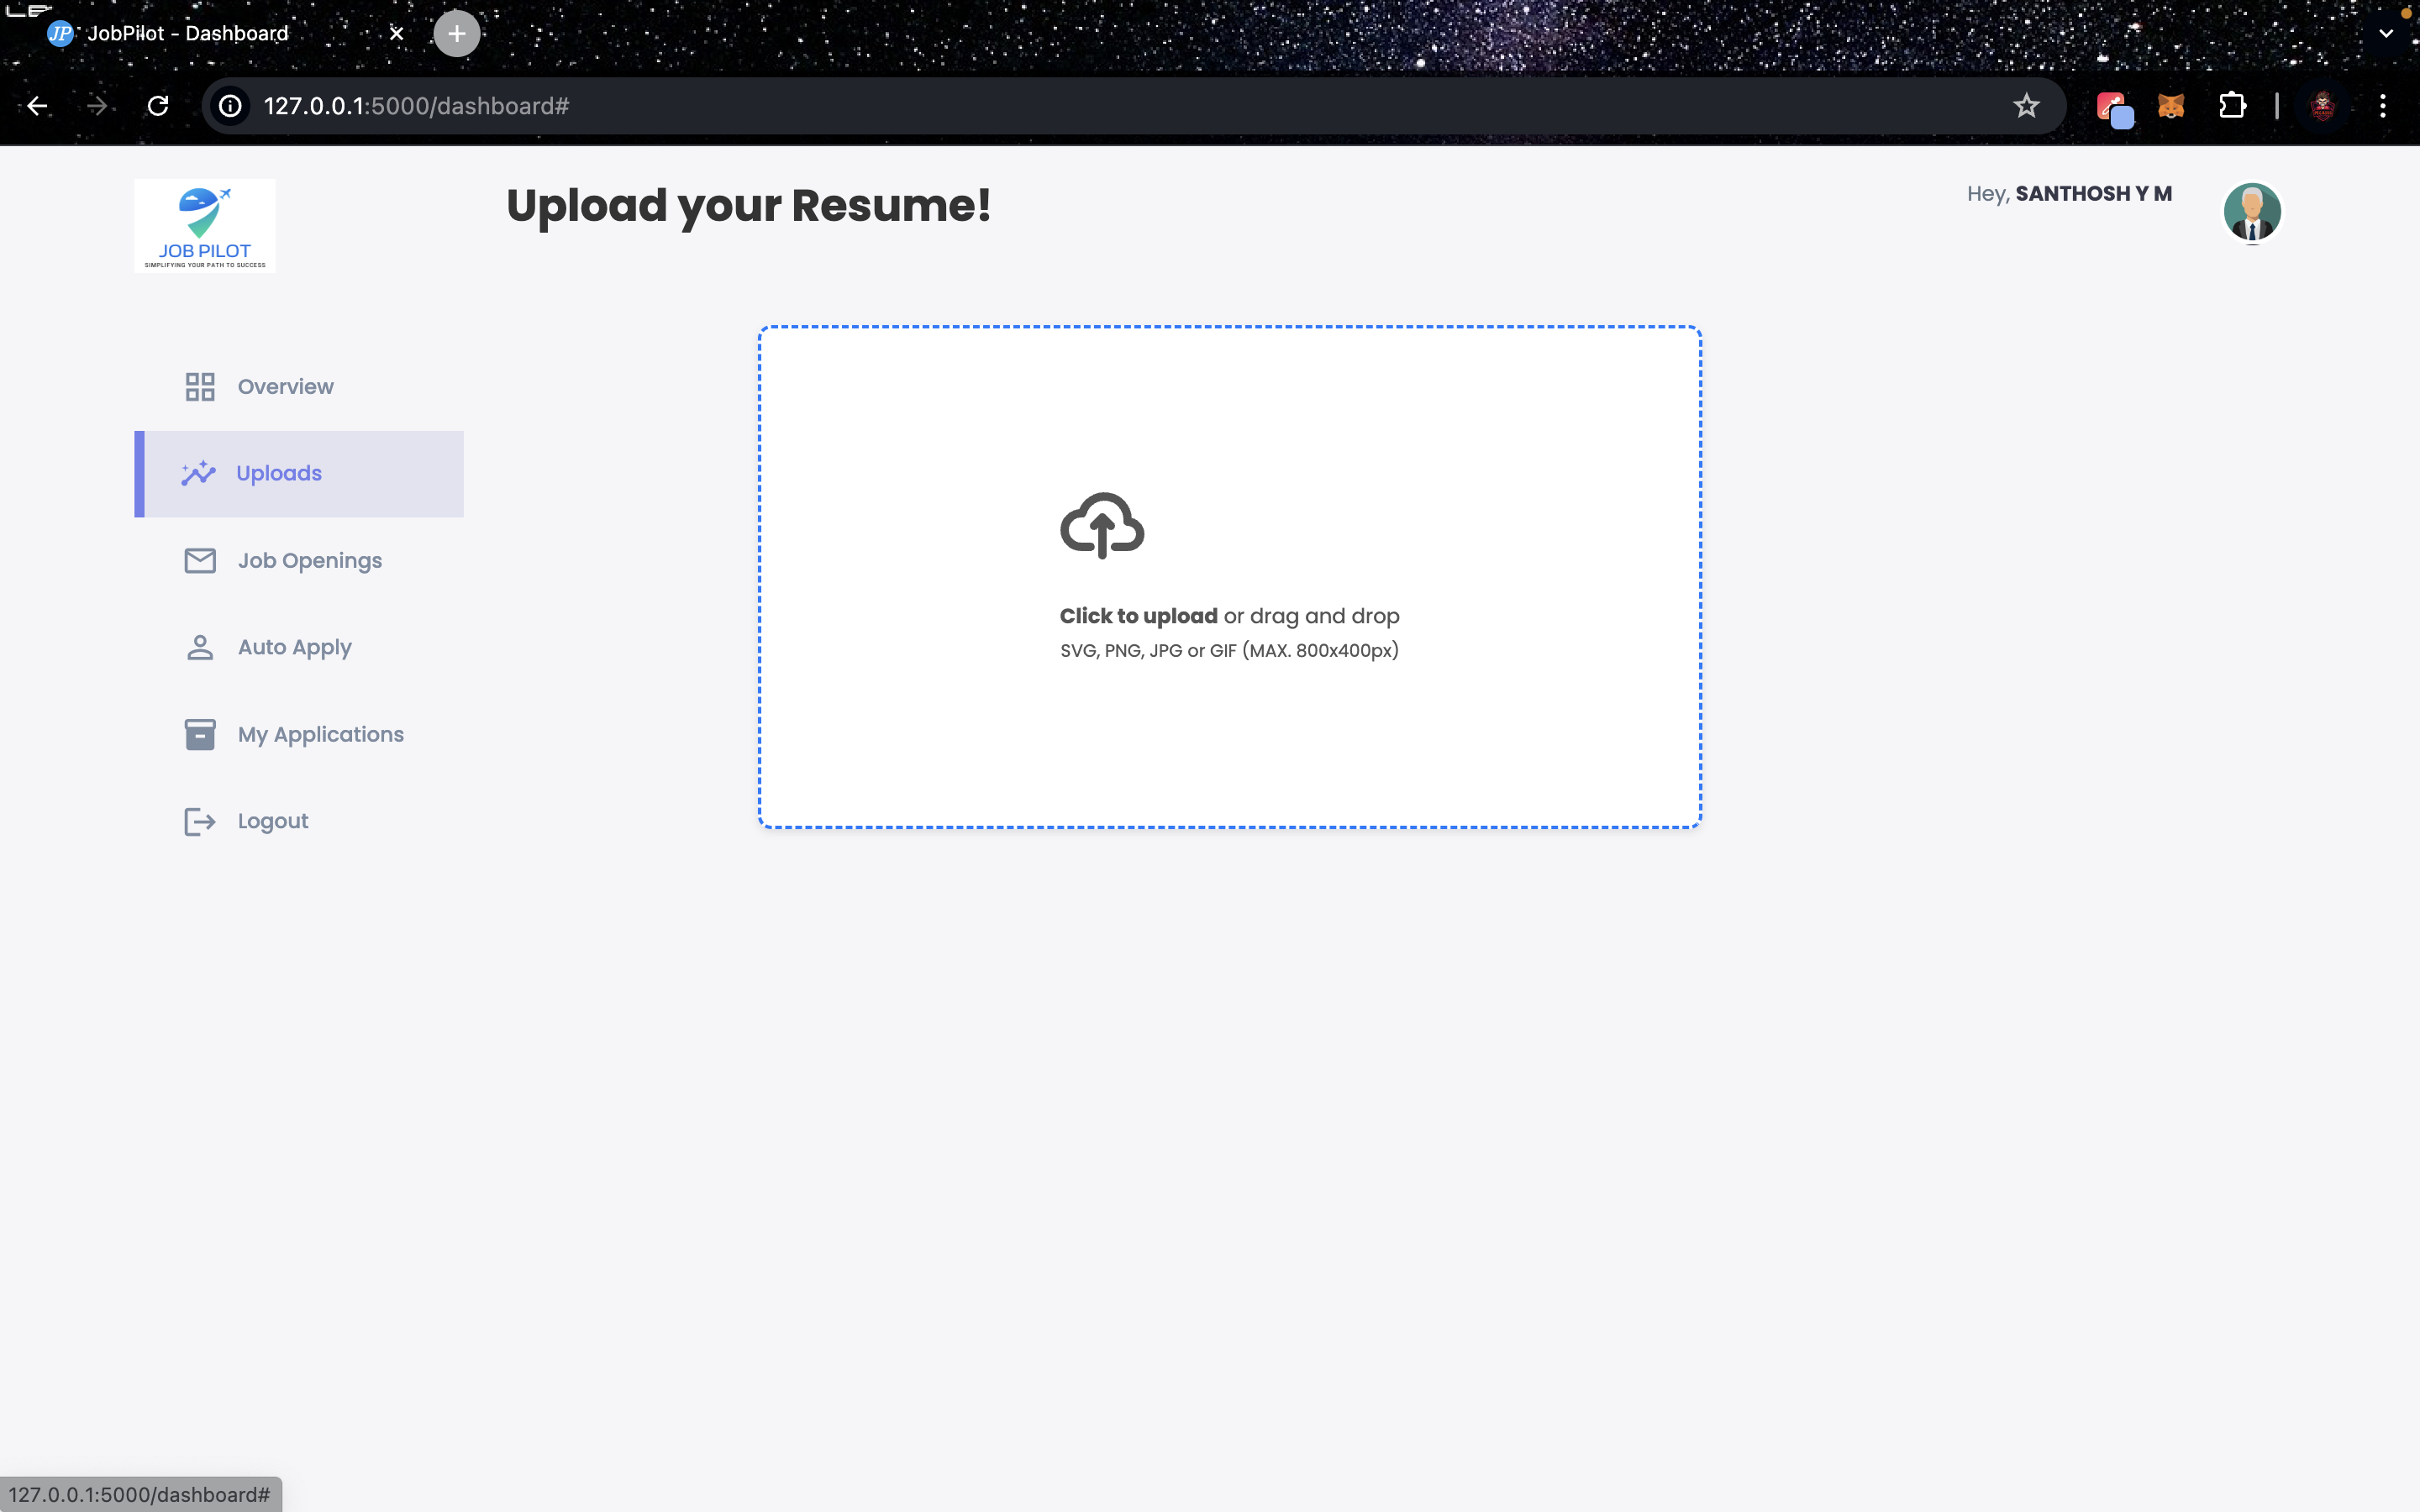 JP JobPilot - Dashboard
127.0.0.1:5000/dashboard#
JOB PILOT
SIMPLIFYING YOUR PATH TO SUCCESS
Upload your Resume!
Hey, SANTHOSH Y M
Overview
Uploads
Job Openings
Auto Apply
My Applications
Logout
Click to upload or drag and drop
SVG, PNG, JPG or GIF (MAX. 800x400px)
127.0.0.1:5000/dashboard#